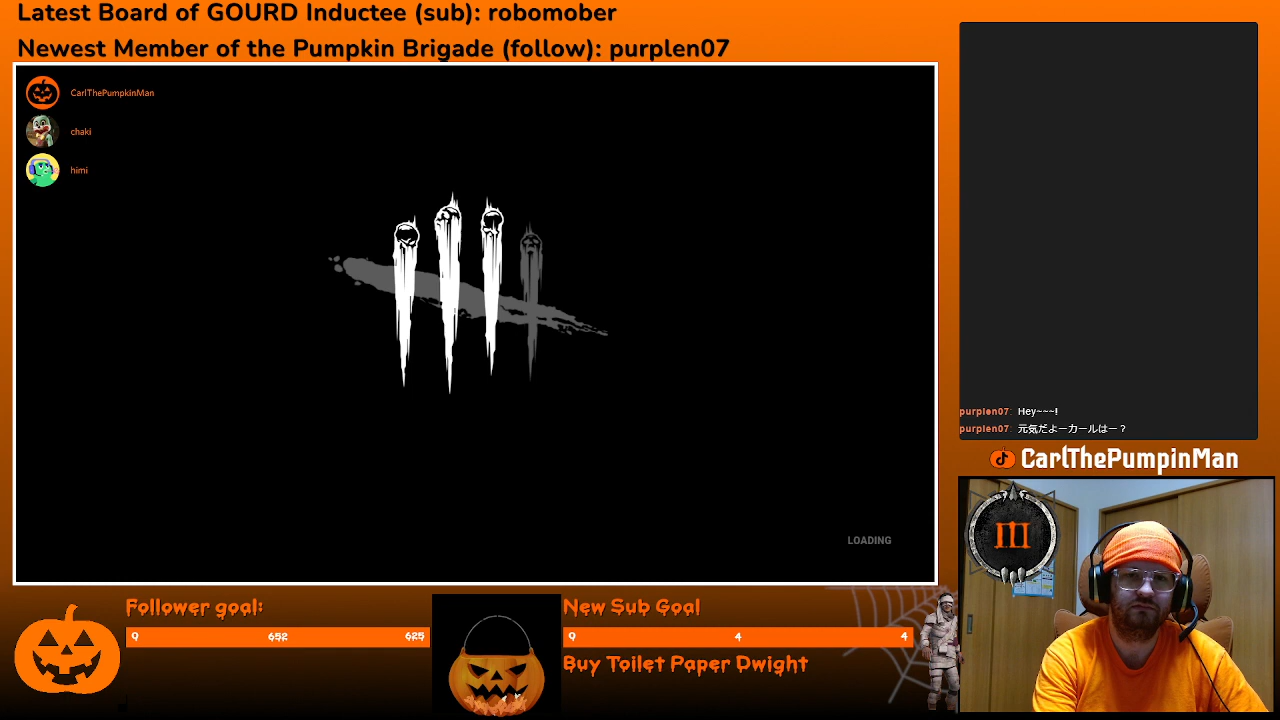 Latest Board of GOURD Inductee (sub): robomober
Newest Member of the Pumpkin Brigade (follow): purplen07
CarlThePumpkinMan
chaki
himi
LOADING
purplen07: Hey~~~!
purplen07: 元気だよーカールはー？
CarlThePumpinMan
III
Follower goal:
0 652 625
New Sub Goal
0 4 4
Buy Toilet Paper Dwight